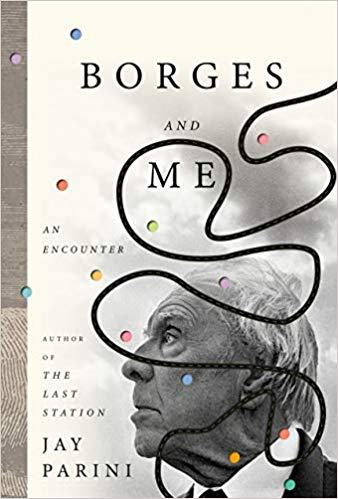 BORGES
AND
ME
AN
ENCOUNTER
AUTHOR
OF
THE
LAST
STATION
JAY
PARINI